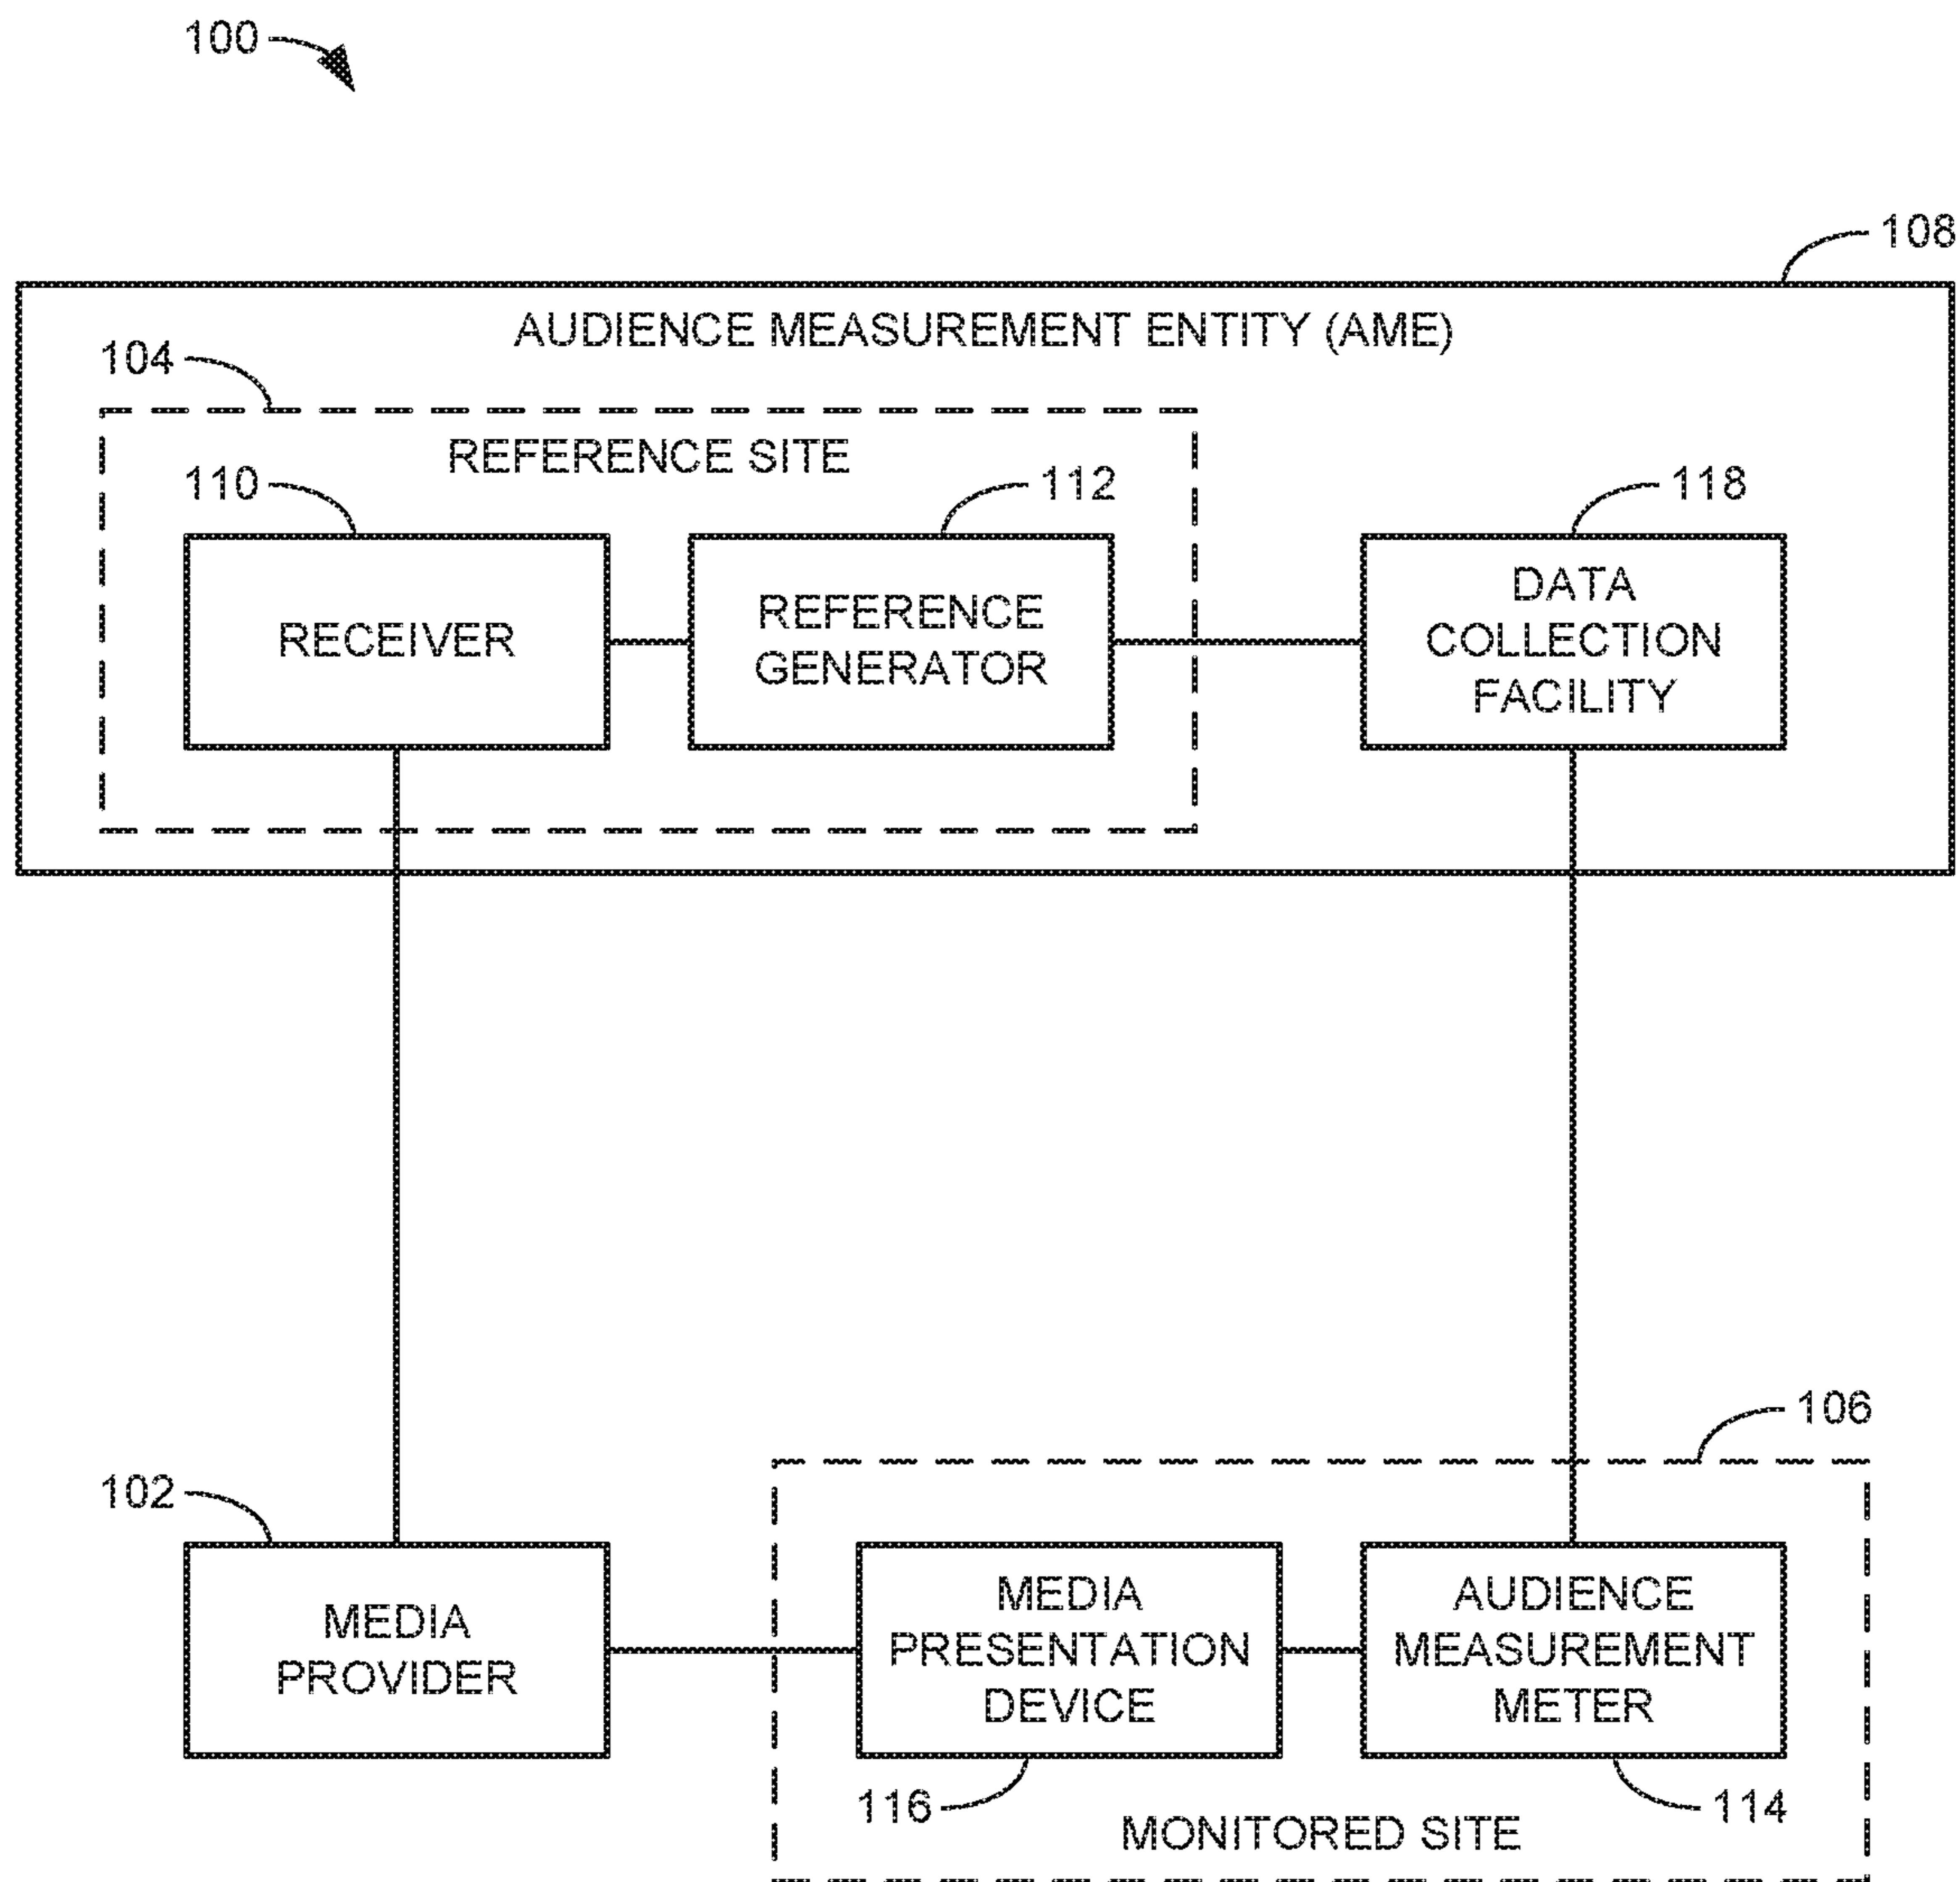 100
108
AUDIENCE MEASUREMENT ENTITY (AME)
104
REFERENCE SITE
110
112
118
RECEIVER
REFERENCE
GENERATOR
DATA
COLLECTION
FACILITY
106
102
MEDIA
PROVIDER
MEDIA
PRESENTATION
DEVICE
AUDIENCE
MEASUREMENT
METER
116
114
MONITORED SITE